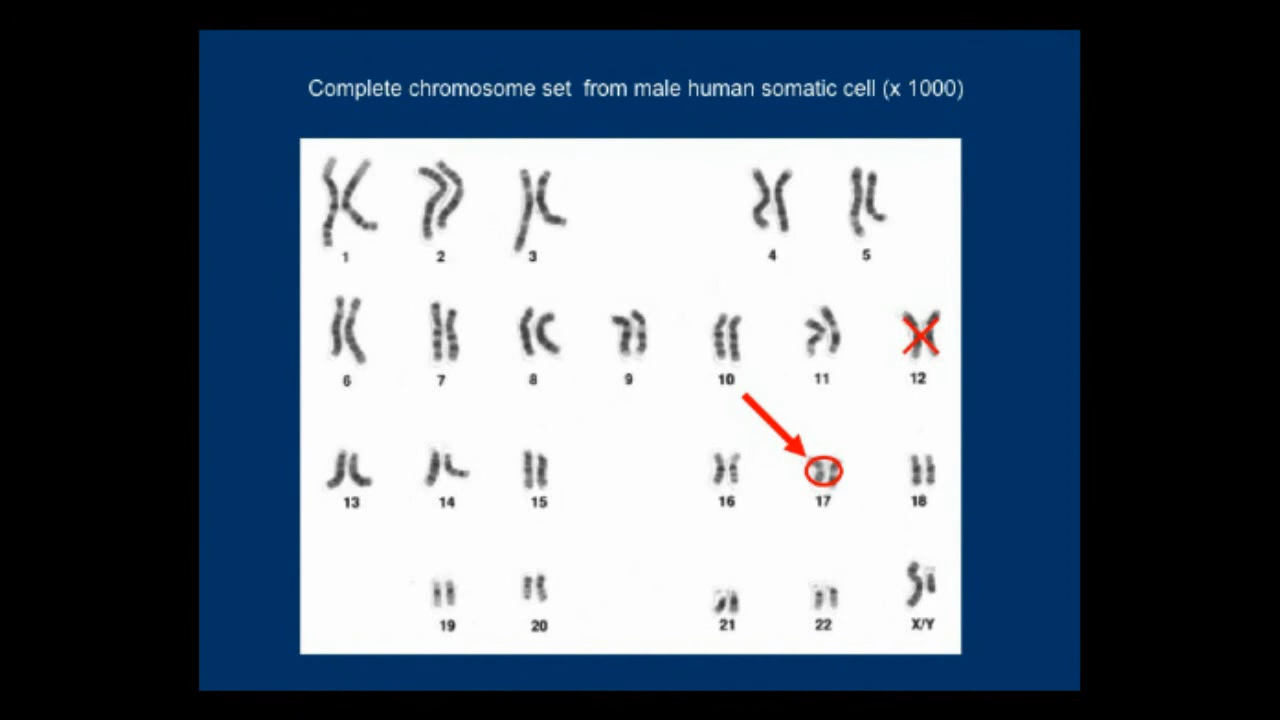 Complete chromosome set from male human somatic cell (x 1000)
1 2 3 4 5
6 7 8 9 10 11 12
13 14 15 16 17 18
19 20 21 22 X/Y